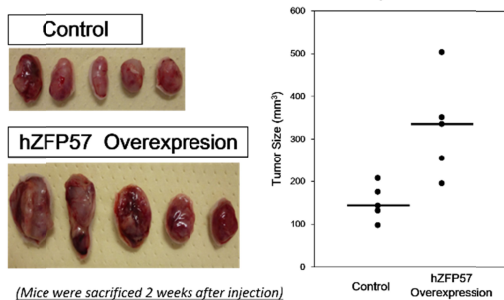 Control
hZFP57 Overexpresion
(Mice were sacrificed 2 weeks after injection)
Tumor Size (mm³)
600
500
400
300
200
100
0
Control
hZFP57
Overexpression